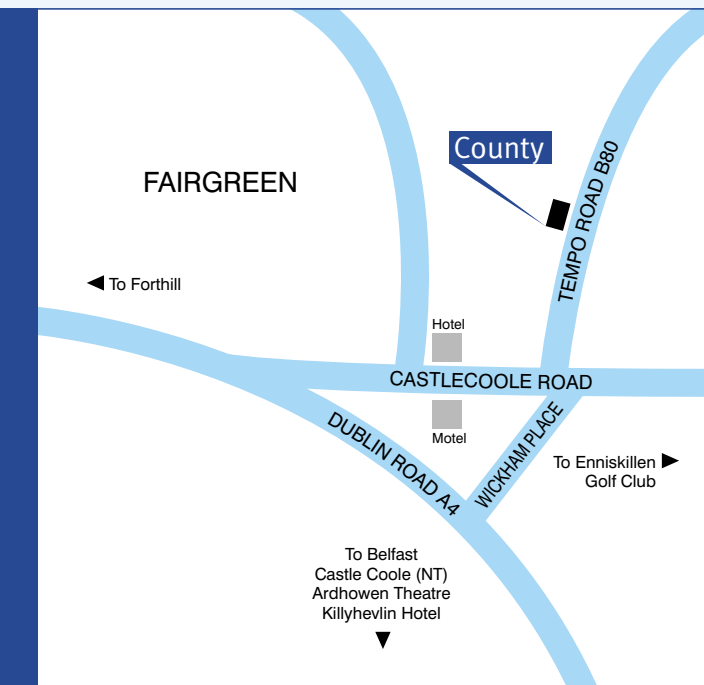 County
FAIRGREEN
TEMPO ROAD B80
To Forthill
Hotel
CASTLECOOLE ROAD
Motel
DUBLIN ROAD A4
WICKHAM PLACE
To Enniskillen
Golf Club
To Belfast
Castle Coole (NT)
Ardhowen Theatre
Killyhevlin Hotel